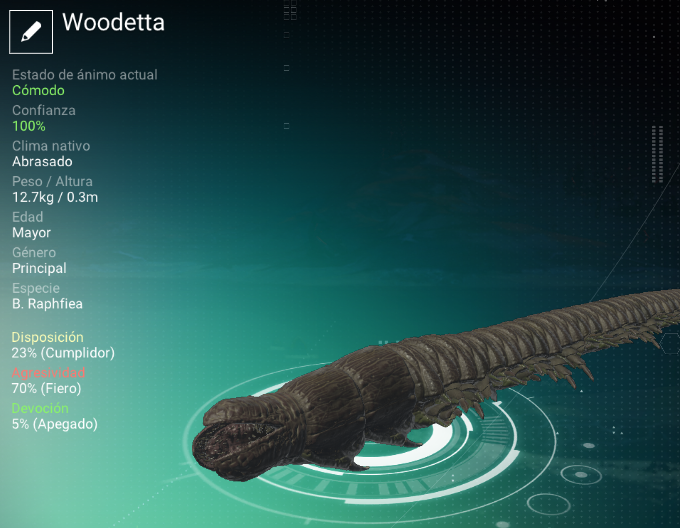 Woodetta
Estado de ánimo actual
Cómodo
Confianza
100%
Clima nativo
Abrasado
Peso / Altura
12.7kg / 0.3m
Edad
Mayor
Género
Principal
Especie
B. Raphfiea
Disposición
23% (Cumplidor)
Agresividad
70% (Fiero)
Devoción
5% (Apegado)